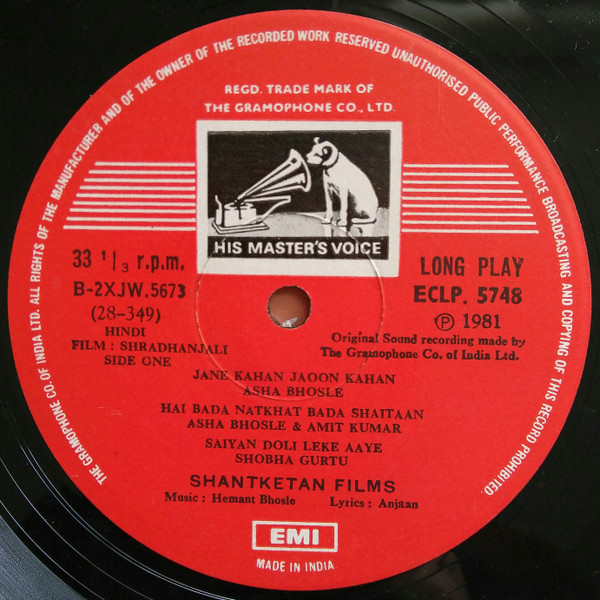 THE GRAMOPHONE CO. OF INDIA LTD. ALL RIGHTS OF THE MANUFACTURER AND OF THE OWNER OF THE RECORDED WORK RESERVED UNAUTHORISED PUBLIC PERFORMANCE BROADCASTING AND COPYING OF THIS RECORD PROHIBITED
REGD. TRADE MARK OF
THE GRAMOPHONE CO., LTD.
HIS MASTER'S VOICE
33 1/3 r.p.m.
B-2XJW.5673
(28-349)
HINDI
FILM : SHRADHANJALI
SIDE ONE
LONG PLAY
ECLP. 5748
Ⓟ 1981
Original Sound recording made by
The Gramophone Co. of India Ltd.
JANE KAHAN JAOON KAHAN
ASHA BHOSLE
HAI BADA NATKHAT BADA SHAITAAN
ASHA BHOSLE & AMIT KUMAR
SAIYAN DOLI LEKE AAYE
SHOBHA GURTU
SHANTKETAN FILMS
Music : Hemant Bhosle Lyrics : Anjaan
EMI
MADE IN INDIA